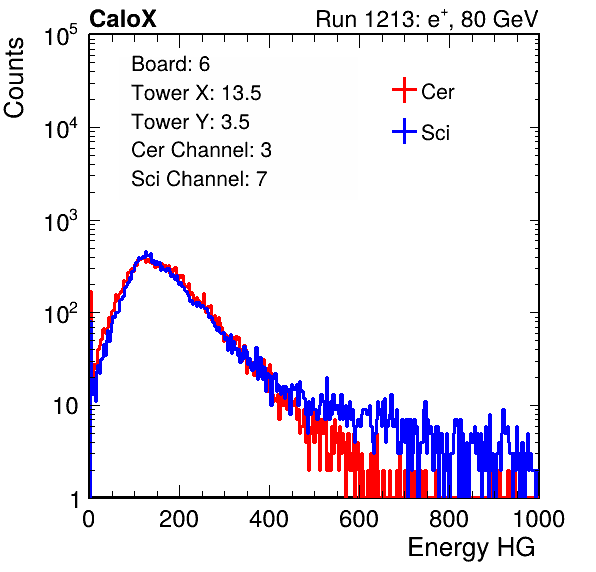 CaloX Run 1213: e⁺, 80 GeV
Board: 6
Tower X: 13.5
Tower Y: 3.5
Cer Channel: 3
Sci Channel: 7
Cer
Sci
Counts
10⁵
10⁴
10³
10²
10
1
0 200 400 600 800 1000
Energy HG